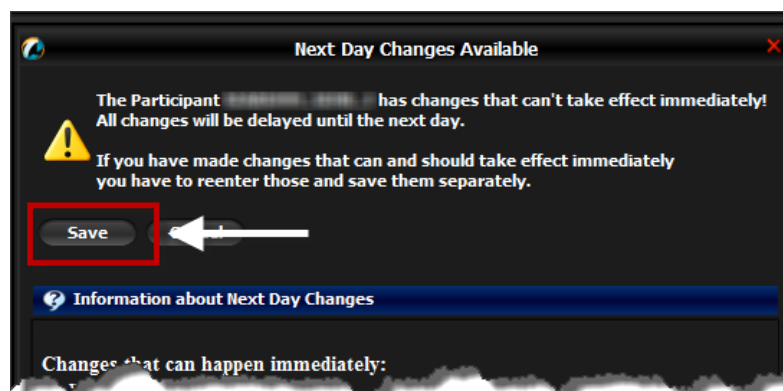 Next Day Changes Available
The Participant has changes that can't take effect immediately!
All changes will be delayed until the next day.
If you have made changes that can and should take effect immediately
you have to reenter those and save them separately.
Save
Information about Next Day Changes
Changes that can happen immediately: